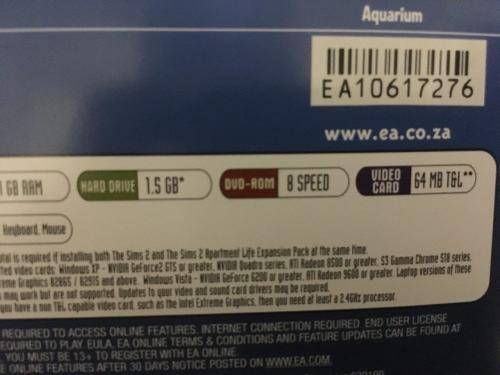 Aquarium
EA10617276
www.ea.co.za
1 GB RAM HARD DRIVE 1.5 GB* DVD-ROM 8 SPEED VIDEO CARD 64 MB T&L**
Keyboard, Mouse
total is required if installing both The Sims 2 and The Sims 2 Apartment Life Expansion Pack at the same time.
ted video cards: Windows XP - NVIDIA GeForce2 GTS or greater, NVIDIA Quadro series, ATI Radeon 8500 or greater, S3 Gamma Chrome S18 series,
reme Graphics 82865 / 82915 and above. Windows Vista - NVIDIA GeForce 6200 or greater, ATI Radeon 9600 or greater. Laptop versions of these
s may work but are not supported. Updates to your video and sound card drivers may be required.
you have a non T&L capable video card, such as the Intel Extreme Graphics, then you need at least a 2.4GHz processor.
REQUIRED TO ACCESS ONLINE FEATURES. INTERNET CONNECTION REQUIRED. END USER LICENSE
EQUIRED TO PLAY EULA. EA ONLINE TERMS & CONDITIONS AND FEATURE UPDATES CAN BE FOUND AT
YOU MUST BE 13+ TO REGISTER WITH EA ONLINE.
E ONLINE FEATURES AFTER 30 DAYS NOTICE POSTED ON WWW.EA.COM.